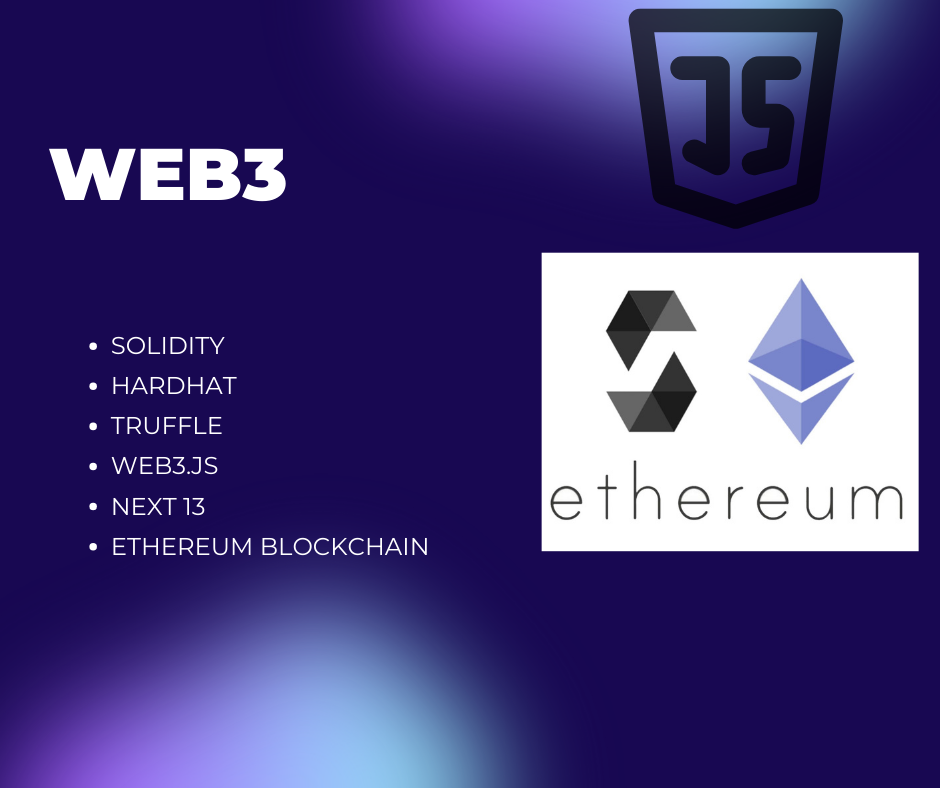 JS
WEB3
SOLIDITY
HARDHAT
TRUFFLE
WEB3.JS
NEXT 13
ETHEREUM BLOCKCHAIN
ethereum